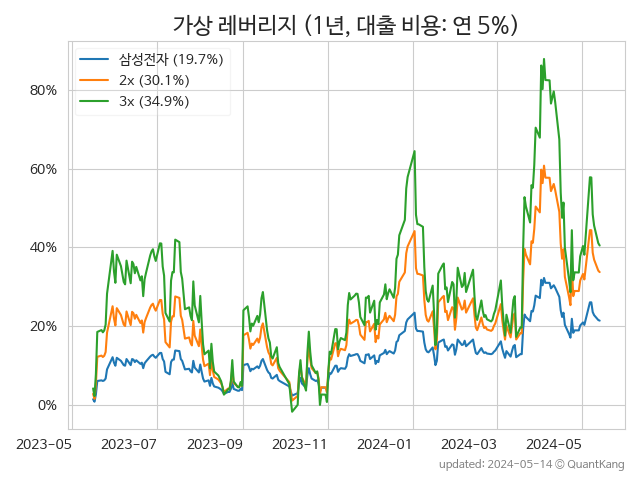 가상 레버리지 (1년, 대출 비용: 연 5%)
삼성전자 (19.7%)
2x (30.1%)
3x (34.9%)
80%
60%
40%
20%
0%
2023-05 2023-07 2023-09 2023-11 2024-01 2024-03 2024-05
updated: 2024-05-14 © QuantKang